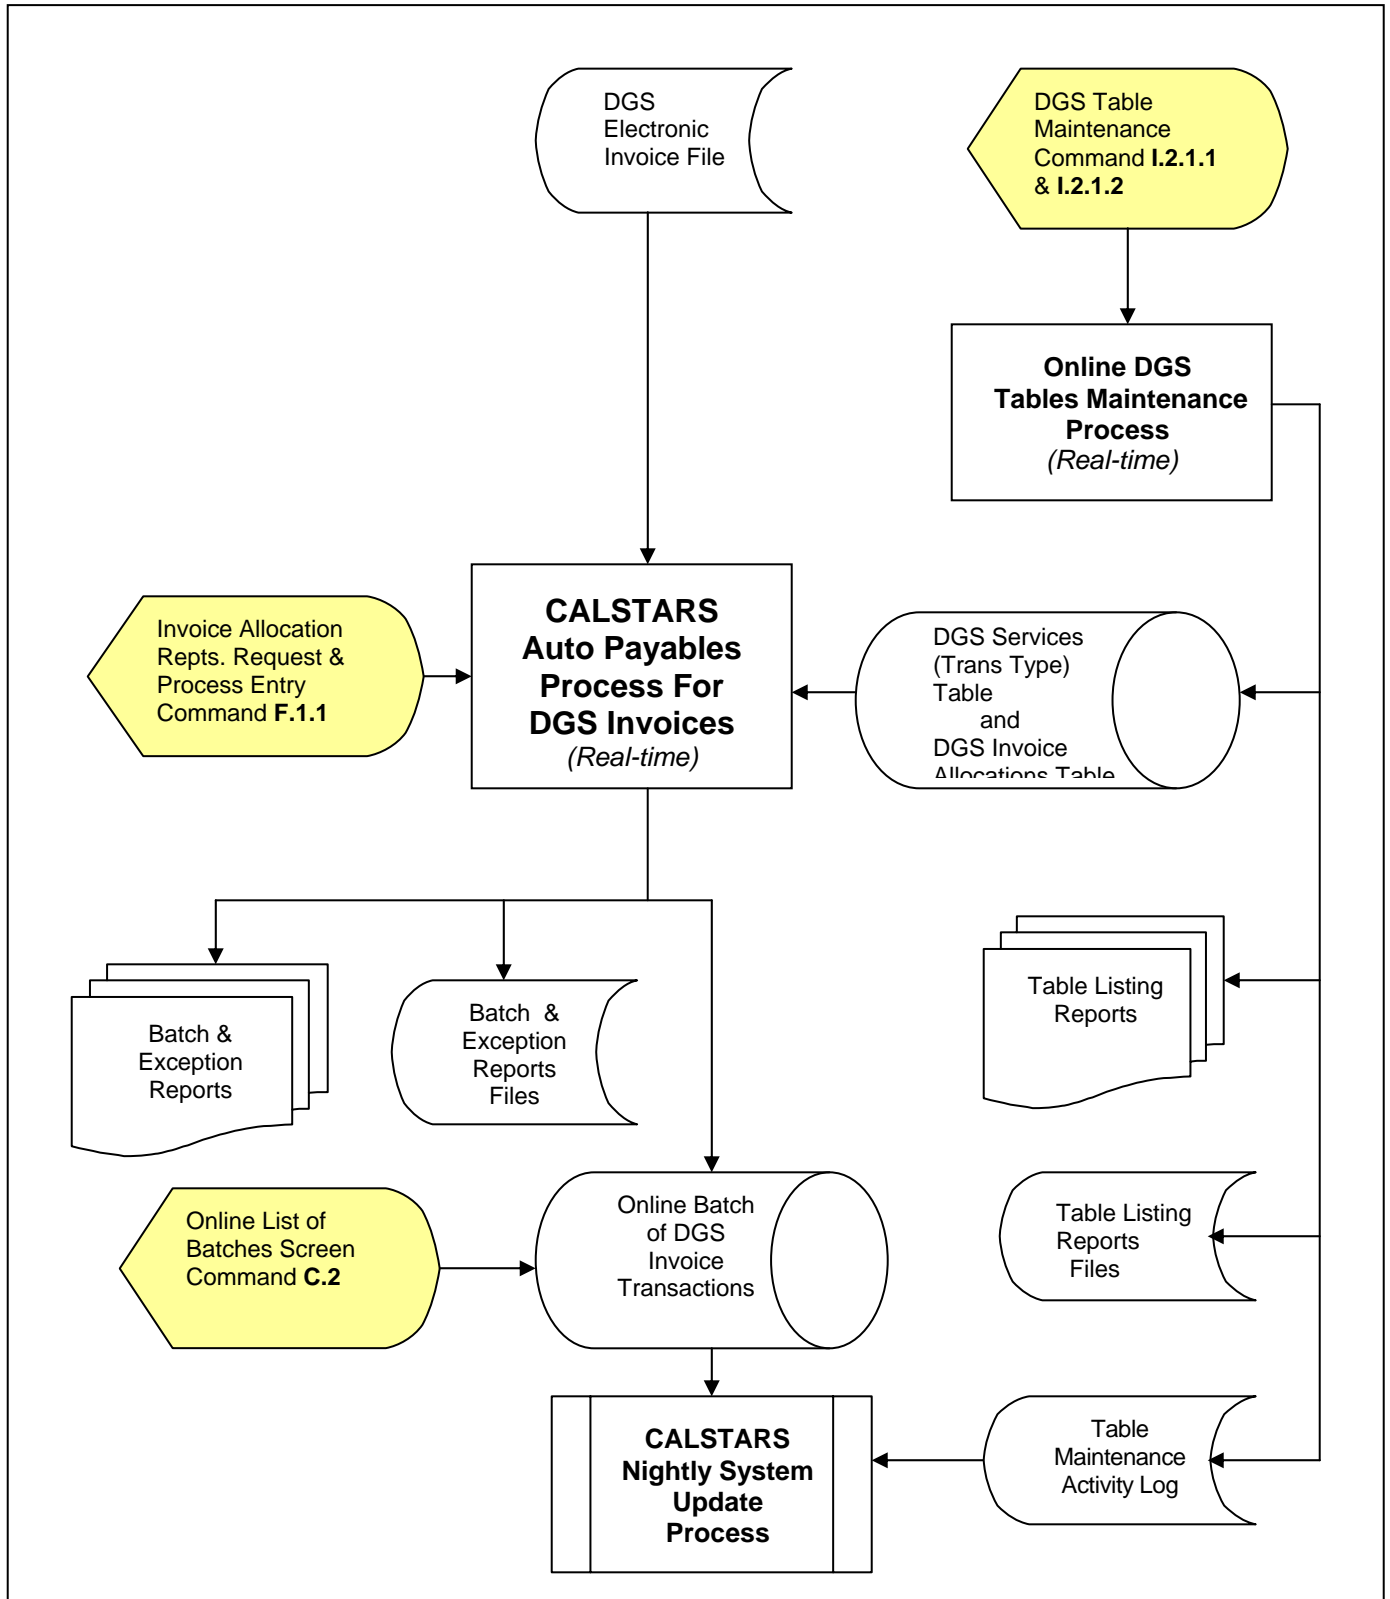 DGS
Electronic
Invoice File
DGS Table
Maintenance
Command I.2.1.1
& I.2.1.2
Online DGS
Tables Maintenance
Process
(Real-time)
CALSTARS
Auto Payables
Process For
DGS Invoices
(Real-time)
Invoice Allocation
Repts. Request &
Process Entry
Command F.1.1
DGS Services
(Trans Type)
Table
and
DGS Invoice
Allocations Table
Batch &
Exception
Reports
Batch &
Exception
Reports
Files
Table Listing
Reports
Online List of
Batches Screen
Command C.2
Online Batch
of DGS
Invoice
Transactions
Table Listing
Reports
Files
CALSTARS
Nightly System
Update
Process
Table
Maintenance
Activity Log